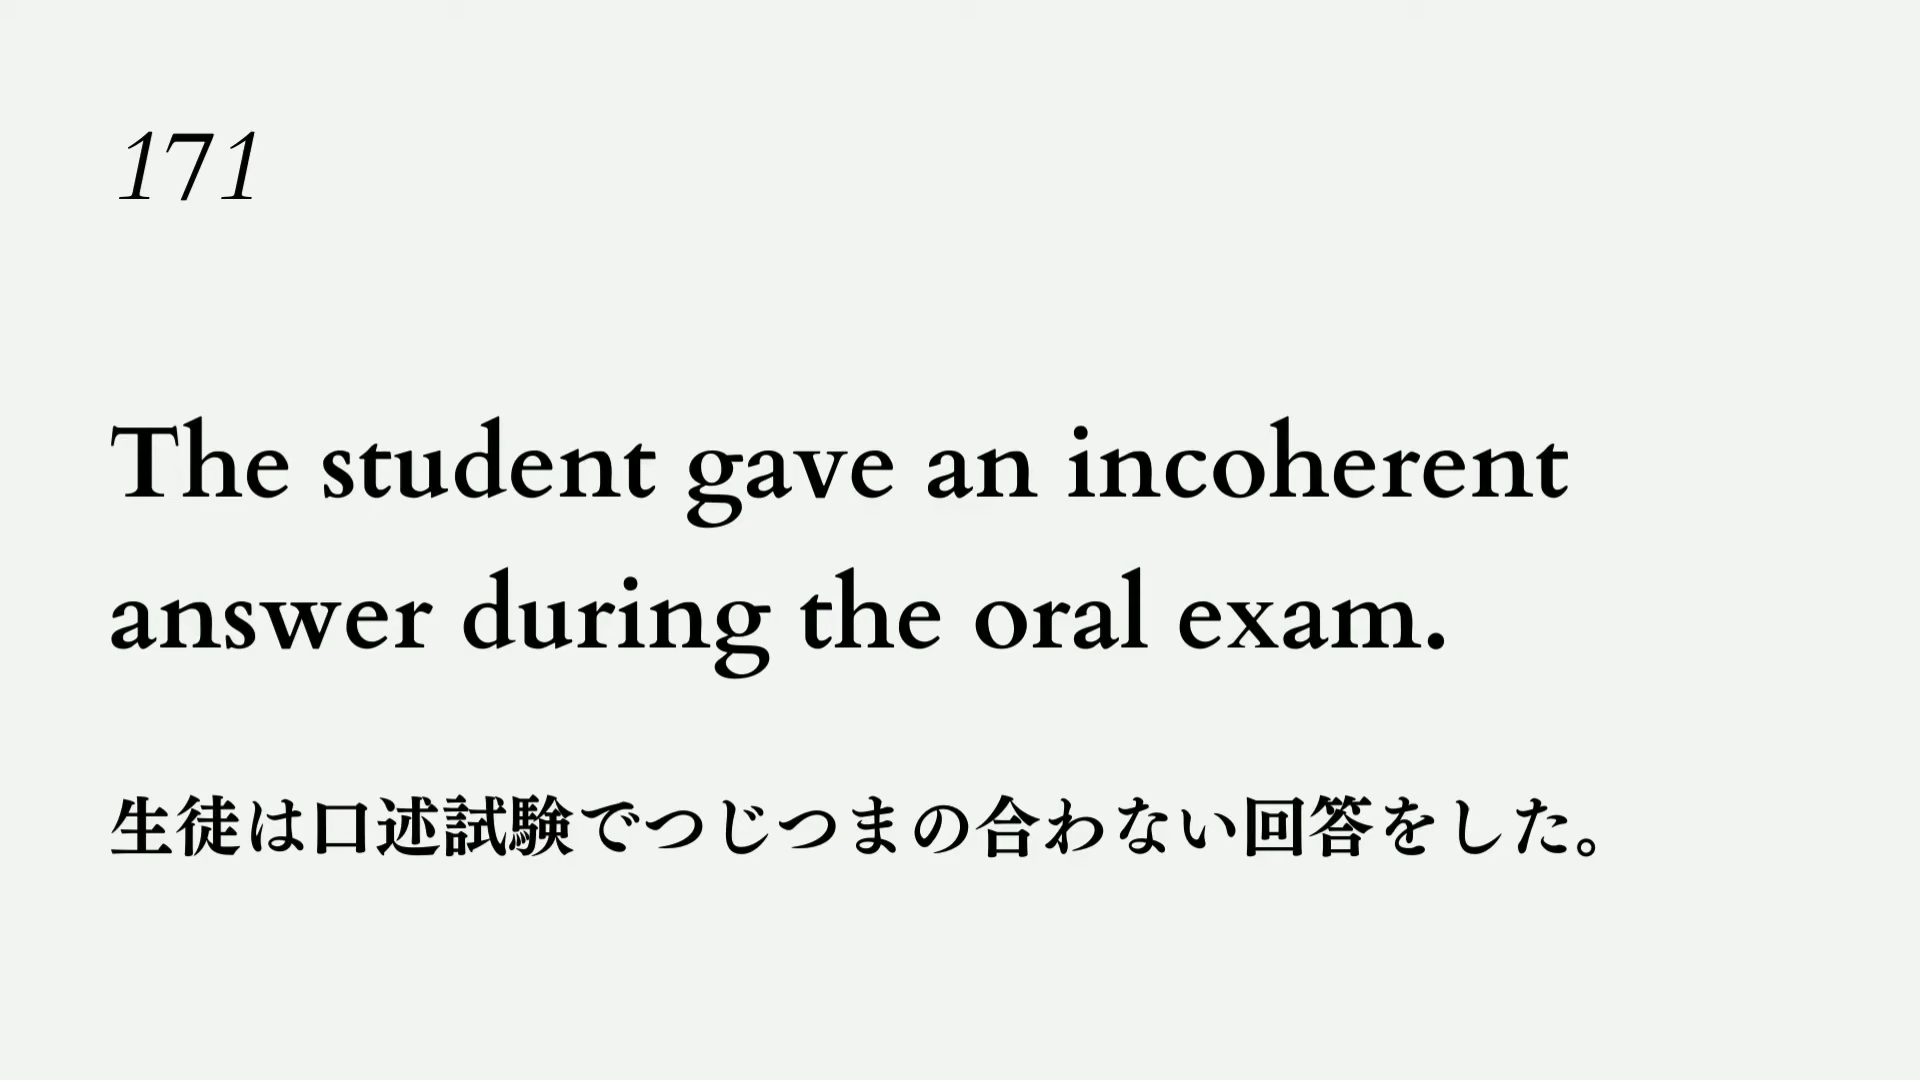 171
The student gave an incoherent
answer during the oral exam.
生徒は口述試験でつじつまの合わない回答をした。